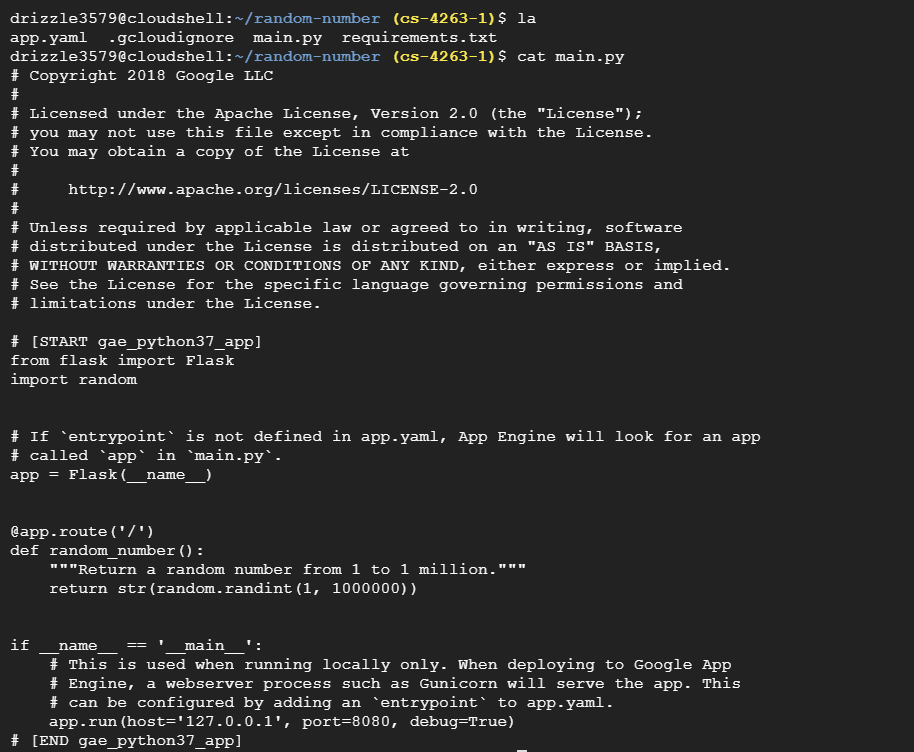 drizzle3579@cloudshell:~/random-number (cs-4263-1)$ la
app.yaml  .gcloudignore  main.py  requirements.txt
drizzle3579@cloudshell:~/random-number (cs-4263-1)$ cat main.py
# Copyright 2018 Google LLC
#
# Licensed under the Apache License, Version 2.0 (the "License");
# you may not use this file except in compliance with the License.
# You may obtain a copy of the License at
#
#     http://www.apache.org/licenses/LICENSE-2.0
#
# Unless required by applicable law or agreed to in writing, software
# distributed under the License is distributed on an "AS IS" BASIS,
# WITHOUT WARRANTIES OR CONDITIONS OF ANY KIND, either express or implied.
# See the License for the specific language governing permissions and
# limitations under the License.

# [START gae_python37_app]
from flask import Flask
import random


# If `entrypoint` is not defined in app.yaml, App Engine will look for an app
# called `app` in `main.py`.
app = Flask(__name__)


@app.route('/')
def random_number():
    """Return a random number from 1 to 1 million."""
    return str(random.randint(1, 1000000))


if __name__ == '__main__':
    # This is used when running locally only. When deploying to Google App
    # Engine, a webserver process such as Gunicorn will serve the app. This
    # can be configured by adding an `entrypoint` to app.yaml.
    app.run(host='127.0.0.1', port=8080, debug=True)
# [END gae_python37_app]